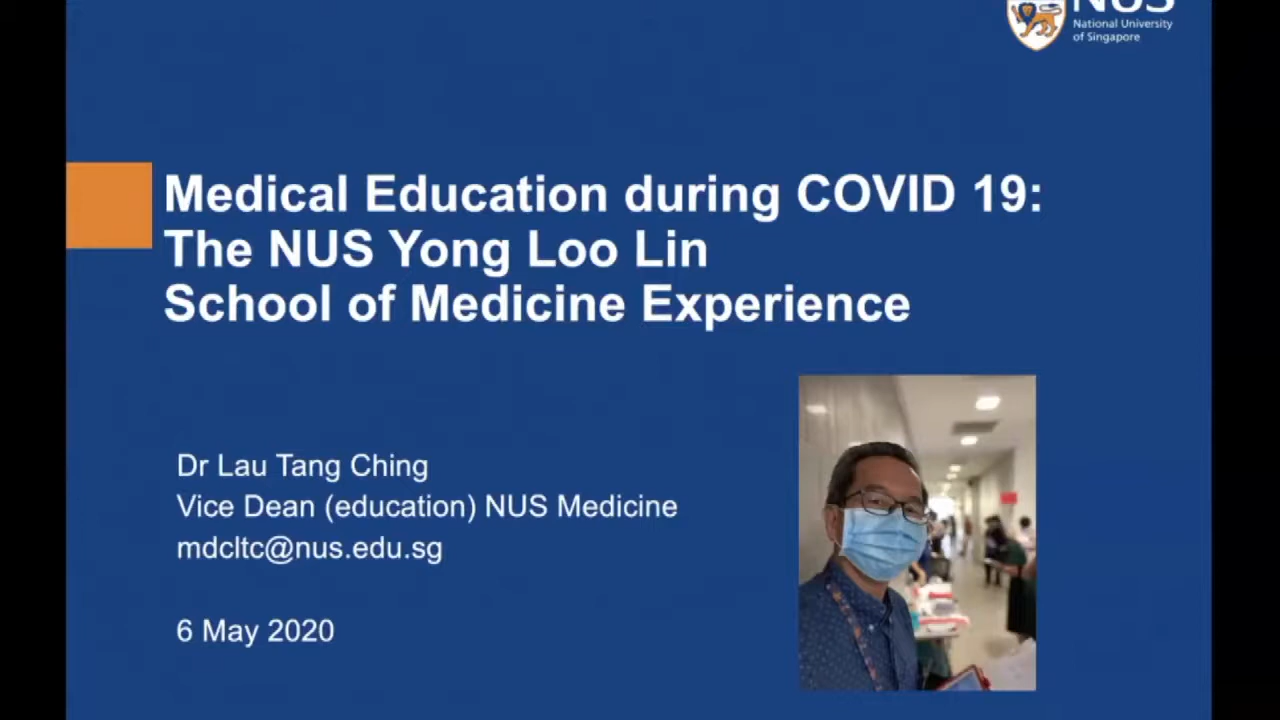 NUS
National University
of Singapore
Medical Education during COVID 19:
The NUS Yong Loo Lin
School of Medicine Experience
Dr Lau Tang Ching
Vice Dean (education) NUS Medicine
mdcltc@nus.edu.sg
6 May 2020